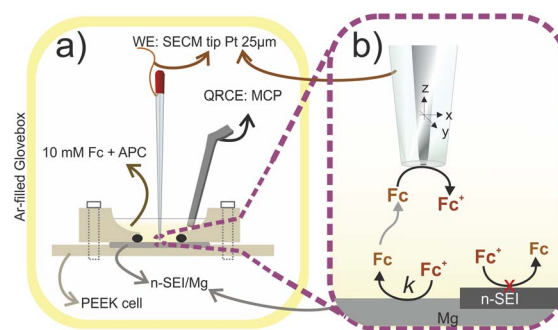 a)
WE: SECM tip Pt 25μm
QRCE: MCP
10 mM Fc + APC
Ar-filled Glovebox
n-SEI/Mg
PEEK cell
b)
z
x
y
Fc
Fc⁺
Fc
k
Fc⁺
Fc⁺
Fc
x
n-SEI
Mg